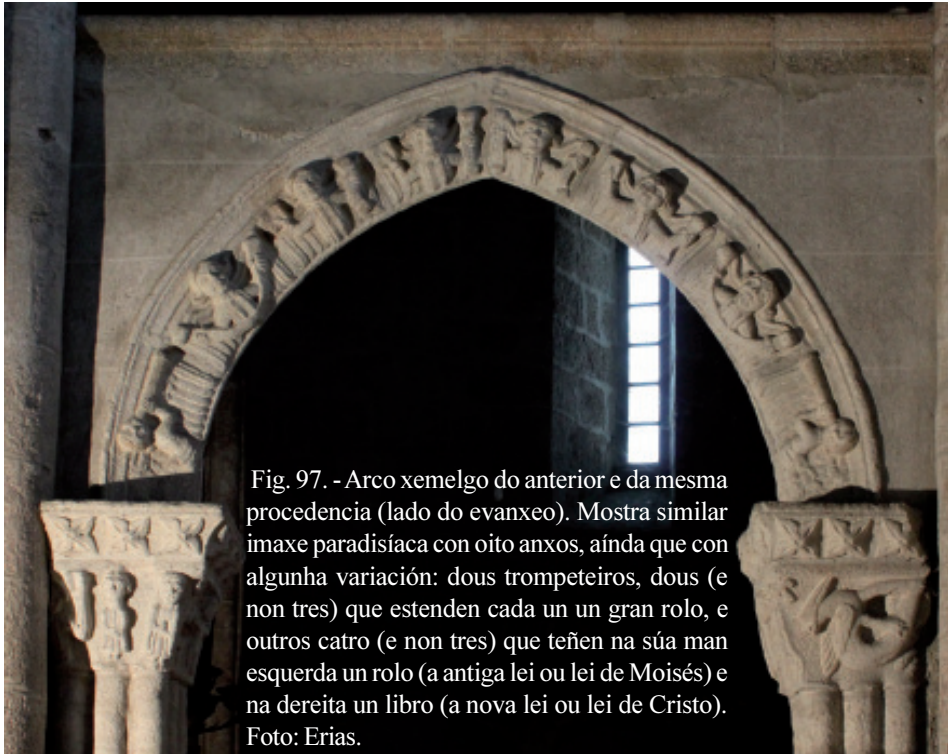 Fig. 97. - Arco xemelgo do anterior e da mesma
procedencia (lado do evanxeo). Mostra similar
imaxe paradisíaca con oito anxos, aínda que con
algunha variación: dous trompeteiros, dous (e
non tres) que estenden cada un un gran rolo, e
outros catro (e non tres) que teñen na súa man
esquerda un rolo (a antiga lei ou lei de Moisés) e
na dereita un libro (a nova lei ou lei de Cristo).
Foto: Erias.